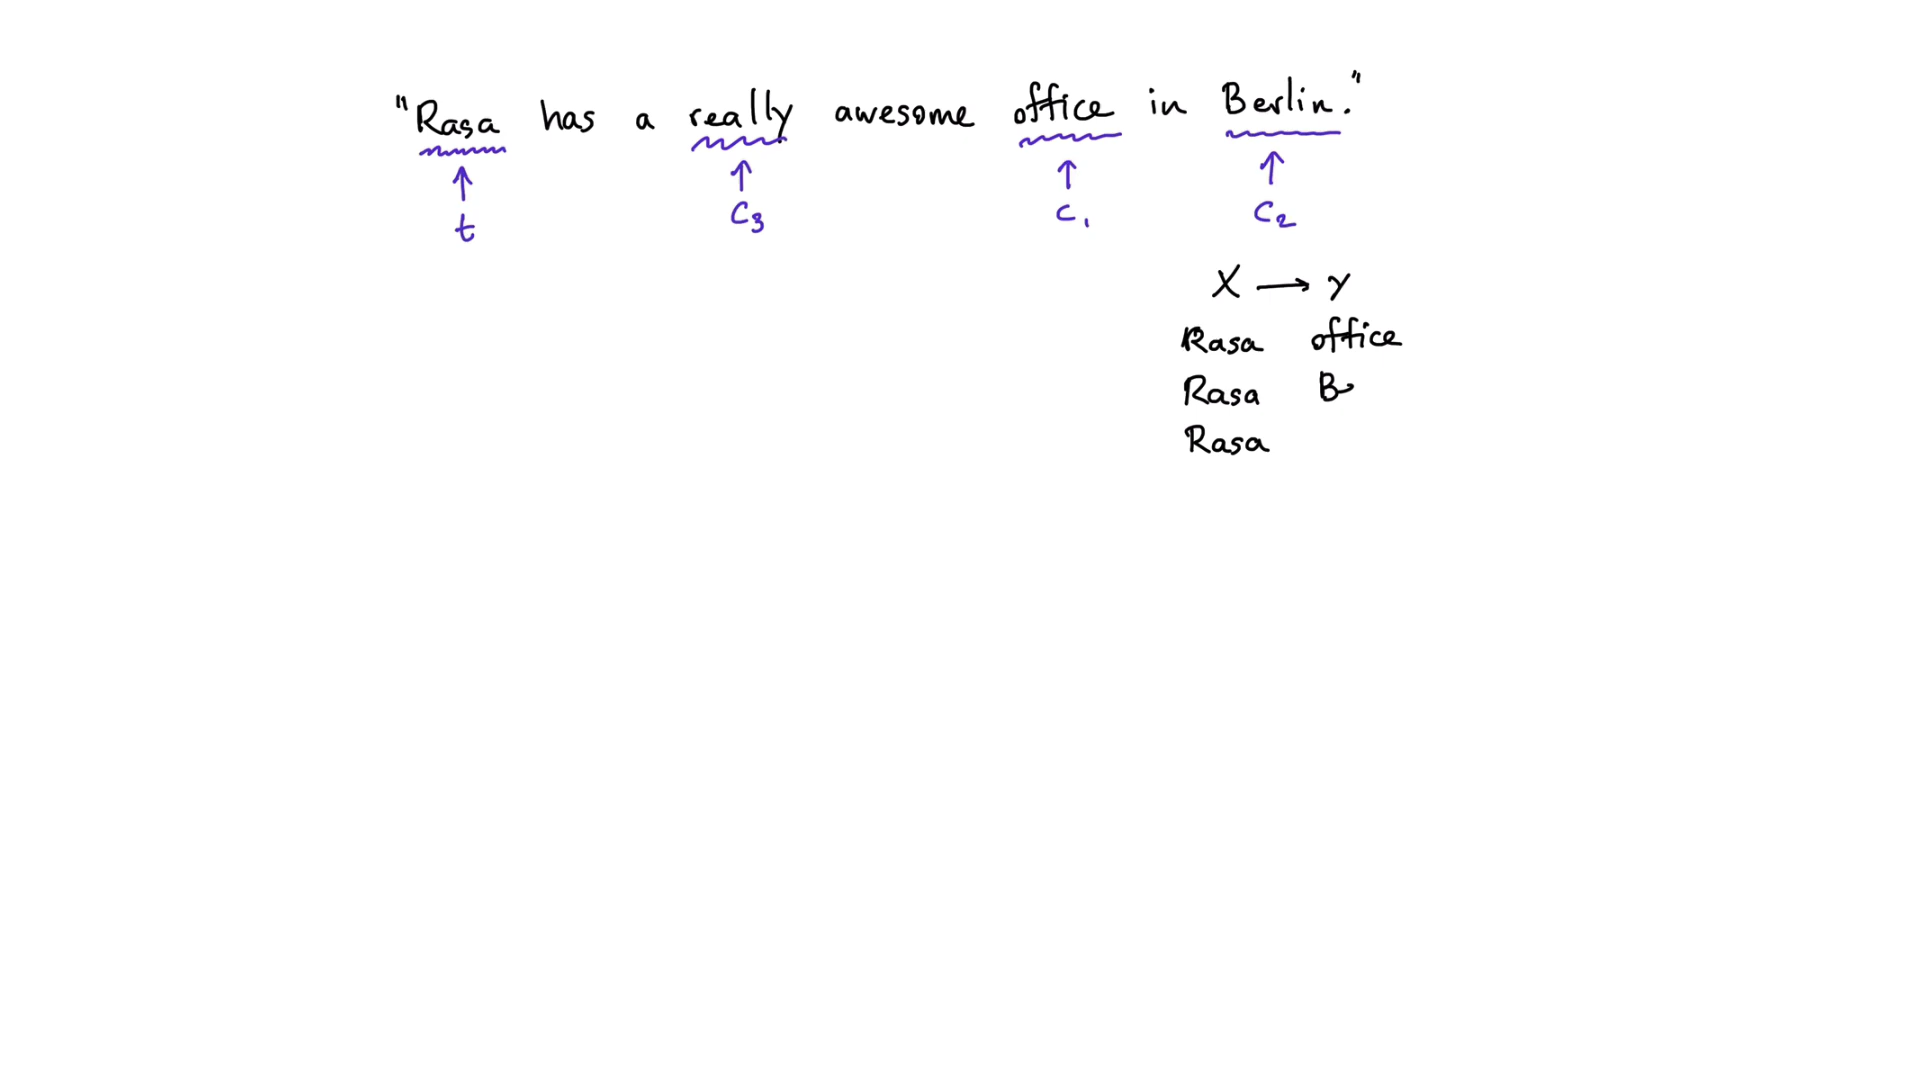 "Rasa has a really awesome office in Berlin."
t C3 C1 C2
X → y
Rasa office
Rasa B
Rasa